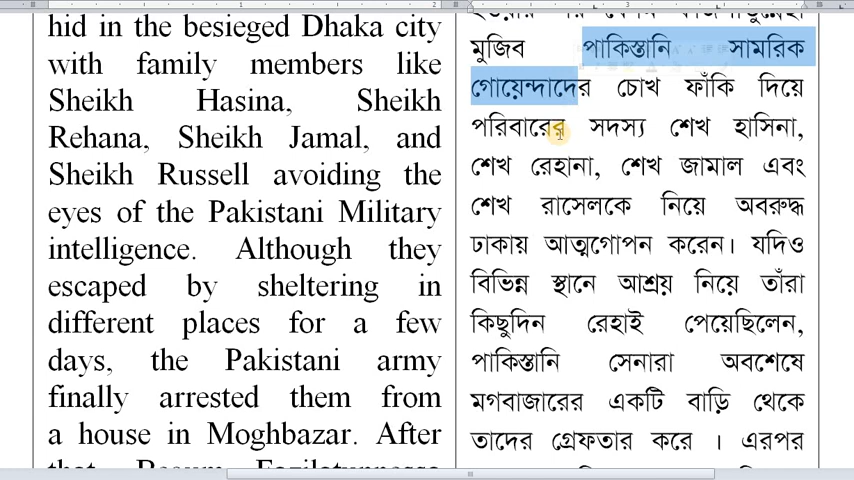 hid in the besieged Dhaka city
with family members like
Sheikh Hasina, Sheikh
Rehana, Sheikh Jamal, and
Sheikh Russell avoiding the
eyes of the Pakistani Military
intelligence. Although they
escaped by sheltering in
different places for a few
days, the Pakistani army
finally arrested them from
a house in Moghbazar. After
that Begum Fazilatunnessa
মুজিব পাকিস্তানি সামরিক
গোয়েন্দাদের চোখ ফাঁকি দিয়ে
পরিবারের সদস্য শেখ হাসিনা,
শেখ রেহানা, শেখ জামাল এবং
শেখ রাসেলকে নিয়ে অবরুদ্ধ
ঢাকায় আত্মগোপন করেন। যদিও
বিভিন্ন স্থানে আশ্রয় নিয়ে তাঁরা
কিছুদিন রেহাই পেয়েছিলেন,
পাকিস্তানি সেনারা অবশেষে
মগবাজারের একটি বাড়ি থেকে
তাদের গ্রেফতার করে । এরপর